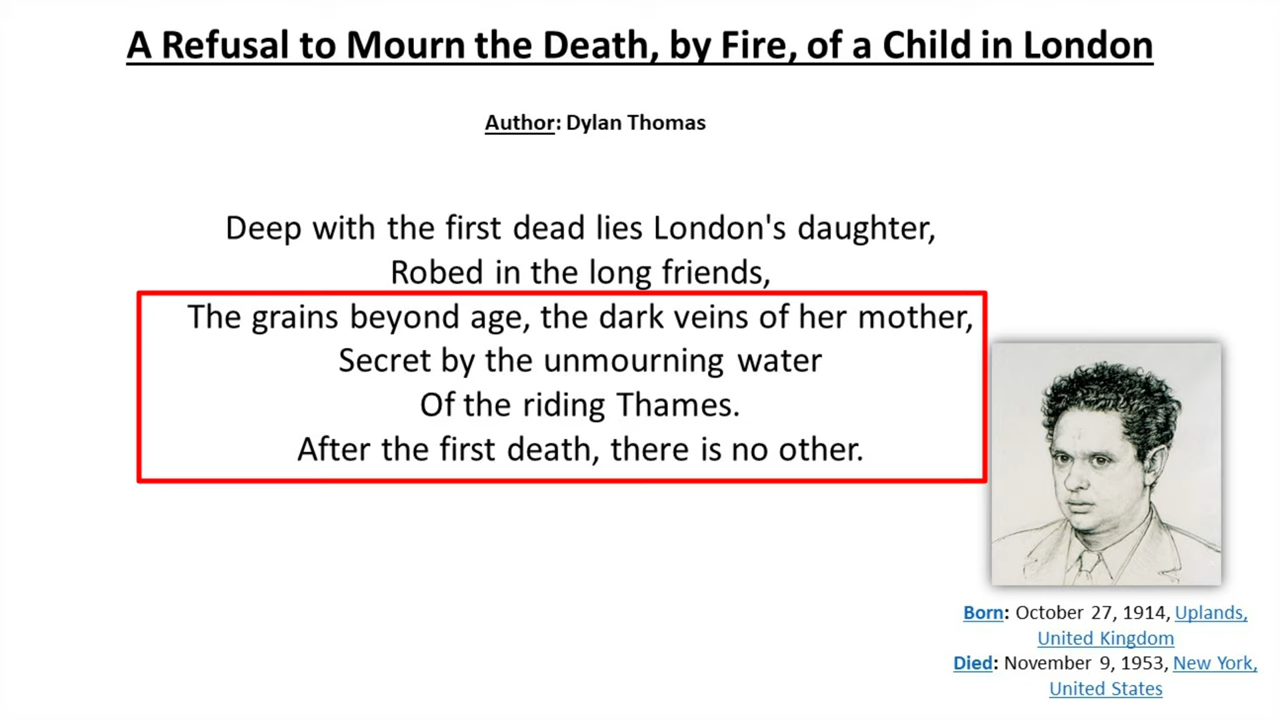 A Refusal to Mourn the Death, by Fire, of a Child in London
Author: Dylan Thomas
Deep with the first dead lies London's daughter,
Robed in the long friends,
The grains beyond age, the dark veins of her mother,
Secret by the unmourning water
Of the riding Thames.
After the first death, there is no other.
Born: October 27, 1914, Uplands,
United Kingdom
Died: November 9, 1953, New York,
United States